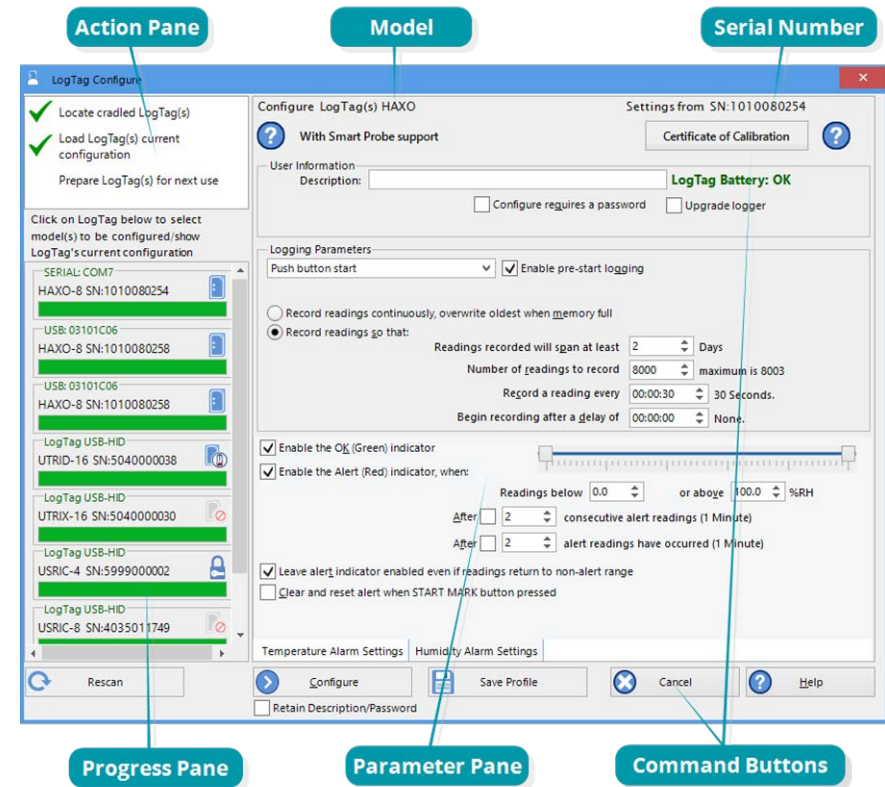 Action Pane
Model
Serial Number
LogTag Configure
Locate cradled LogTag(s)
Load LogTag(s) current
configuration
Prepare LogTag(s) for next use
Click on LogTag below to select
model(s) to be configured/show
LogTag's current configuration
SERIAL: COM7
HAXO-8 SN:1010080254
USB: 03101C06
HAXO-8 SN:1010080258
USB: 03101C06
HAXO-8 SN:1010080258
LogTag USB-HID
UTRID-16 SN:5040000038
LogTag USB-HID
UTRIX-16 SN:5040000030
LogTag USB-HID
USRIC-4 SN:5999000002
LogTag USB-HID
USRIC-8 SN:4035011749
Rescan
Configure LogTag(s) HAXO
Settings from SN:1010080254
With Smart Probe support
Certificate of Calibration
User Information
Description:
LogTag Battery: OK
Configure requires a password
Upgrade logger
Logging Parameters
Push button start
Enable pre-start logging
Record readings continuously, overwrite oldest when memory full
Record readings so that:
Readings recorded will span at least 2 Days
Number of readings to record 8000 maximum is 8003
Record a reading every 00:00:30 30 Seconds.
Begin recording after a delay of 00:00:00 None.
Enable the OK (Green) indicator
Enable the Alert (Red) indicator, when:
Readings below 0.0 or above 100.0 %RH
After 2 consecutive alert readings (1 Minute)
After 2 alert readings have occurred (1 Minute)
Leave alert indicator enabled even if readings return to non-alert range
Clear and reset alert when START MARK button pressed
Temperature Alarm Settings
Humidity Alarm Settings
Configure
Save Profile
Cancel
Help
Retain Description/Password
Progress Pane
Parameter Pane
Command Buttons